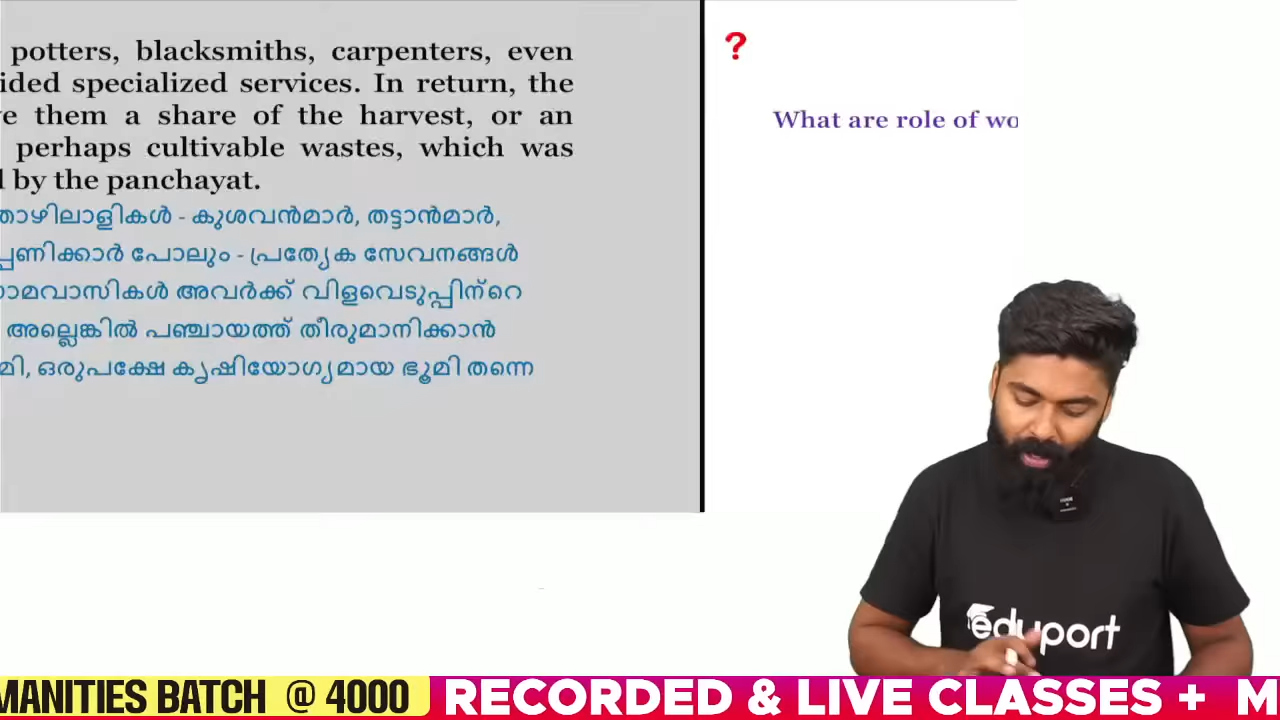 potters, blacksmiths, carpenters, even
ided specialized services. In return, the
e them a share of the harvest, or an
perhaps cultivable wastes, which was
by the panchayat.
താഴിലാളികൾ - കുശവൻമാർ, തട്ടാൻമാർ,
പ്പണിക്കാർ പോലും - പ്രത്യേക സേവനങ്ങൾ
ാമവാസികൾ അവർക്ക് വിളവെടുപ്പിന്റെ
അല്ലെങ്കിൽ പഞ്ചായത്ത് തീരുമാനിക്കാൻ
മി, ഒരുപക്ഷേ കൃഷിയോഗ്യമായ ഭൂമി തന്നെ
?
What are role of wo
eduport
MANITIES BATCH @ 4000 RECORDED & LIVE CLASSES + M